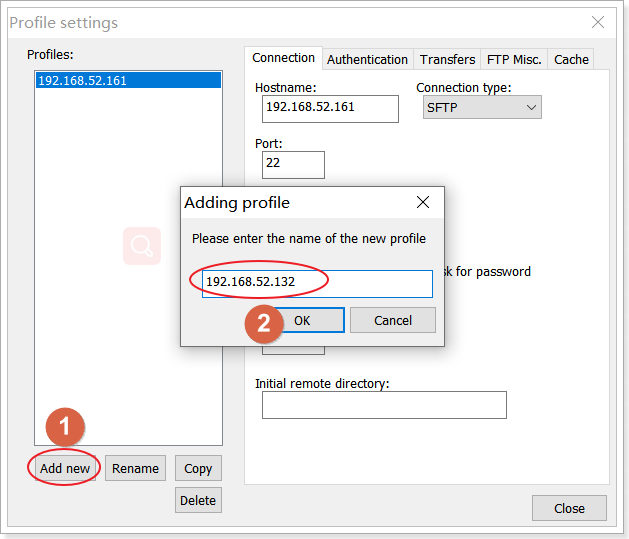 Profile settings
Profiles:
192.168.52.161
Connection Authentication Transfers FTP Misc. Cache
Hostname: Connection type:
192.168.52.161 SFTP
Port:
22
Adding profile
Please enter the name of the new profile
192.168.52.132
sk for password
2 OK Cancel
Initial remote directory:
1
Add new Rename Copy
Delete
Close